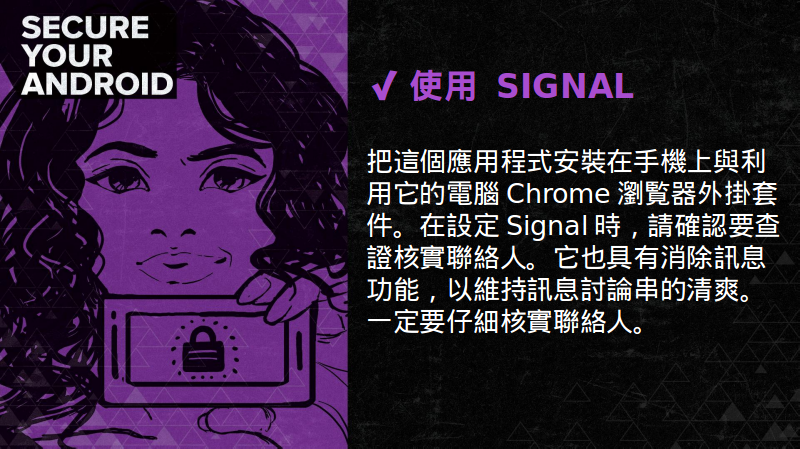 SECURE
YOUR
ANDROID
✓ 使用 SIGNAL
把這個應用程式安裝在手機上與利
用它的電腦 Chrome 瀏覧器外掛套
件。在設定 Signal 時，請確認要查
證核實聯絡人。它也具有消除訊息
功能，以維持訊息討論串的清爽。
一定要仔細核實聯絡人。